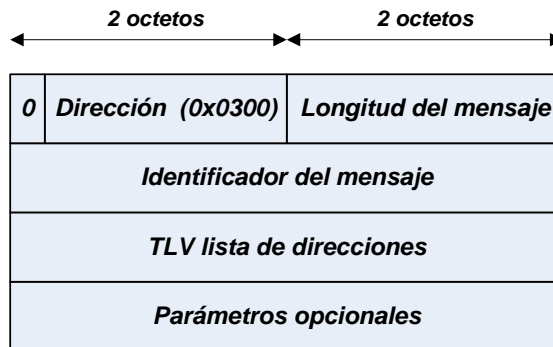 2 octetos 2 octetos
0 Dirección (0x0300) Longitud del mensaje
Identificador del mensaje
TLV lista de direcciones
Parámetros opcionales